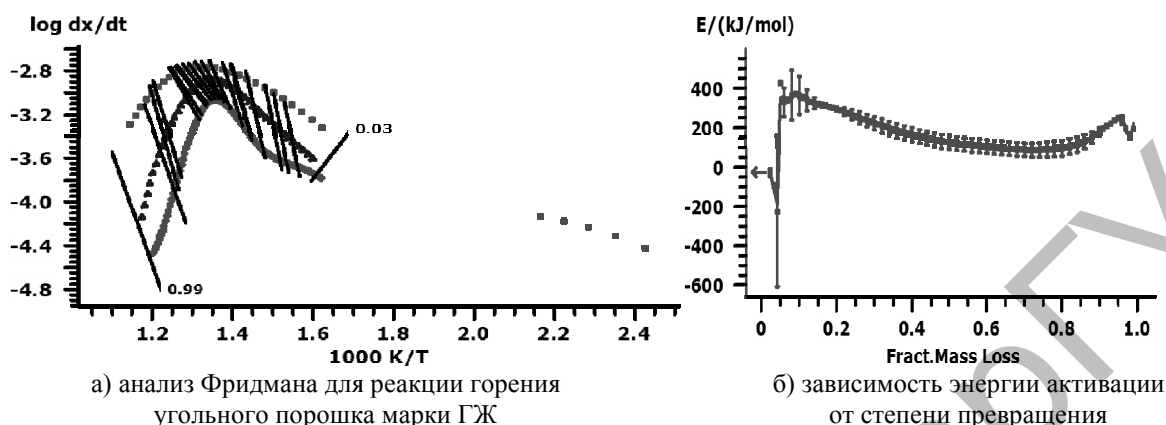 log dx/dt
-2.8
-3.2
-3.6
-4.0
-4.4
-4.8
0.03
0.99
1.2 1.4 1.6 1.8 2.0 2.2 2.4
1000 K/T
а) анализ Фридмана для реакции горения
угольного порошка марки ГЖ
E/(kJ/mol)
400
200
0
-200
-400
-600
0 0.2 0.4 0.6 0.8 1.0
Fract.Mass Loss
б) зависимость энергии активации
от степени превращения